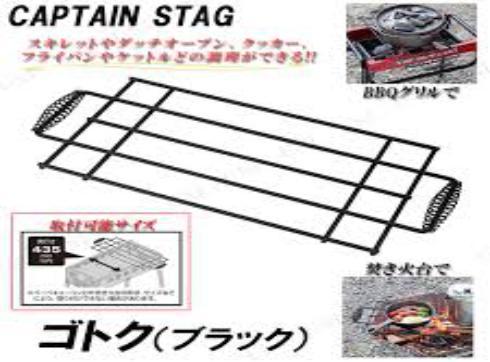 CAPTAIN STAG
スキレットやダッチオーブン、クッカー、
フライパンやケットルどの調理ができる!!
BBQグリルで
取付可能サイズ
435
焚き火台で
ゴトク(ブラック)